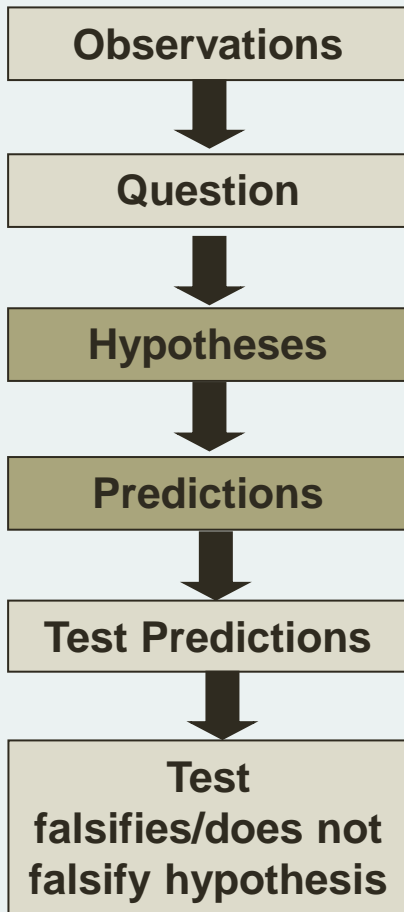 Observations
Question
Hypotheses
Predictions
Test Predictions
Test
falsifies/does not
falsify hypothesis